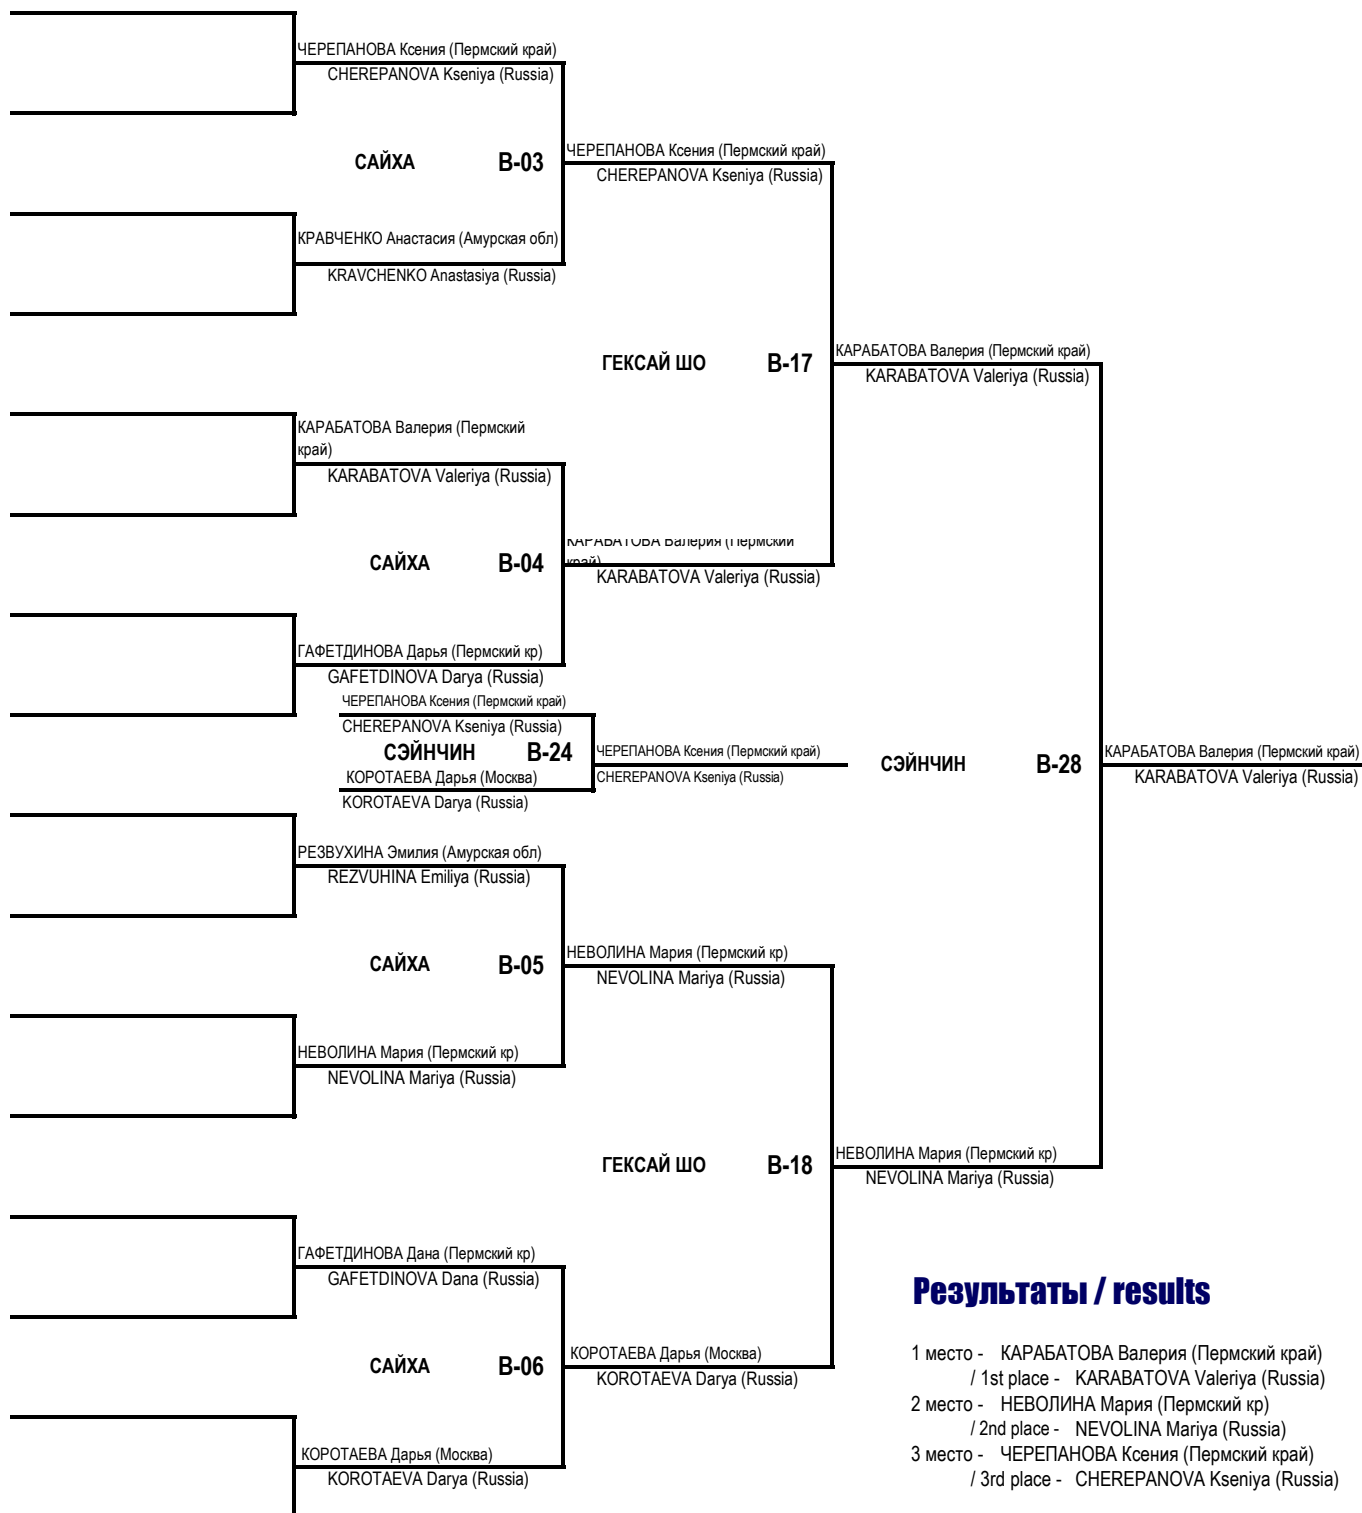 ЧЕРЕПАНОВА Ксения (Пермский край)
CHEREPANOVA Kseniya (Russia)
САЙХА B-03
ЧЕРЕПАНОВА Ксения (Пермский край)
CHEREPANOVA Kseniya (Russia)
КРАВЧЕНКО Анастасия (Амурская обл)
KRAVCHENKO Anastasiya (Russia)
ГЕКСАЙ ШО B-17
КАРАБАТОВА Валерия (Пермский край)
KARABATOVA Valeriya (Russia)
КАРАБАТОВА Валерия (Пермский
край)
KARABATOVA Valeriya (Russia)
САЙХА B-04
КАРАБАТОВА Валерия (Пермский
край)
KARABATOVA Valeriya (Russia)
ГАФЕТДИНОВА Дарья (Пермский кр)
GAFETDINOVA Darya (Russia)
ЧЕРЕПАНОВА Ксения (Пермский край)
CHEREPANOVA Kseniya (Russia)
СЭЙНЧИН B-24
ЧЕРЕПАНОВА Ксения (Пермский край)
CHEREPANOVA Kseniya (Russia)
КОРОТАЕВА Дарья (Москва)
KOROTAEVA Darya (Russia)
СЭЙНЧИН B-28
КАРАБАТОВА Валерия (Пермский край)
KARABATOVA Valeriya (Russia)
РЕЗВУХИНА Эмилия (Амурская обл)
REZVUHINA Emiliya (Russia)
САЙХА B-05
НЕВОЛИНА Мария (Пермский кр)
NEVOLINA Mariya (Russia)
НЕВОЛИНА Мария (Пермский кр)
NEVOLINA Mariya (Russia)
ГЕКСАЙ ШО B-18
НЕВОЛИНА Мария (Пермский кр)
NEVOLINA Mariya (Russia)
ГАФЕТДИНОВА Дана (Пермский кр)
GAFETDINOVA Dana (Russia)
САЙХА B-06
КОРОТАЕВА Дарья (Москва)
KOROTAEVA Darya (Russia)
КОРОТАЕВА Дарья (Москва)
KOROTAEVA Darya (Russia)
Результаты / results
1 место - КАРАБАТОВА Валерия (Пермский край)
/ 1st place - KARABATOVA Valeriya (Russia)
2 место - НЕВОЛИНА Мария (Пермский кр)
/ 2nd place - NEVOLINA Mariya (Russia)
3 место - ЧЕРЕПАНОВА Ксения (Пермский край)
/ 3rd place - CHEREPANOVA Kseniya (Russia)